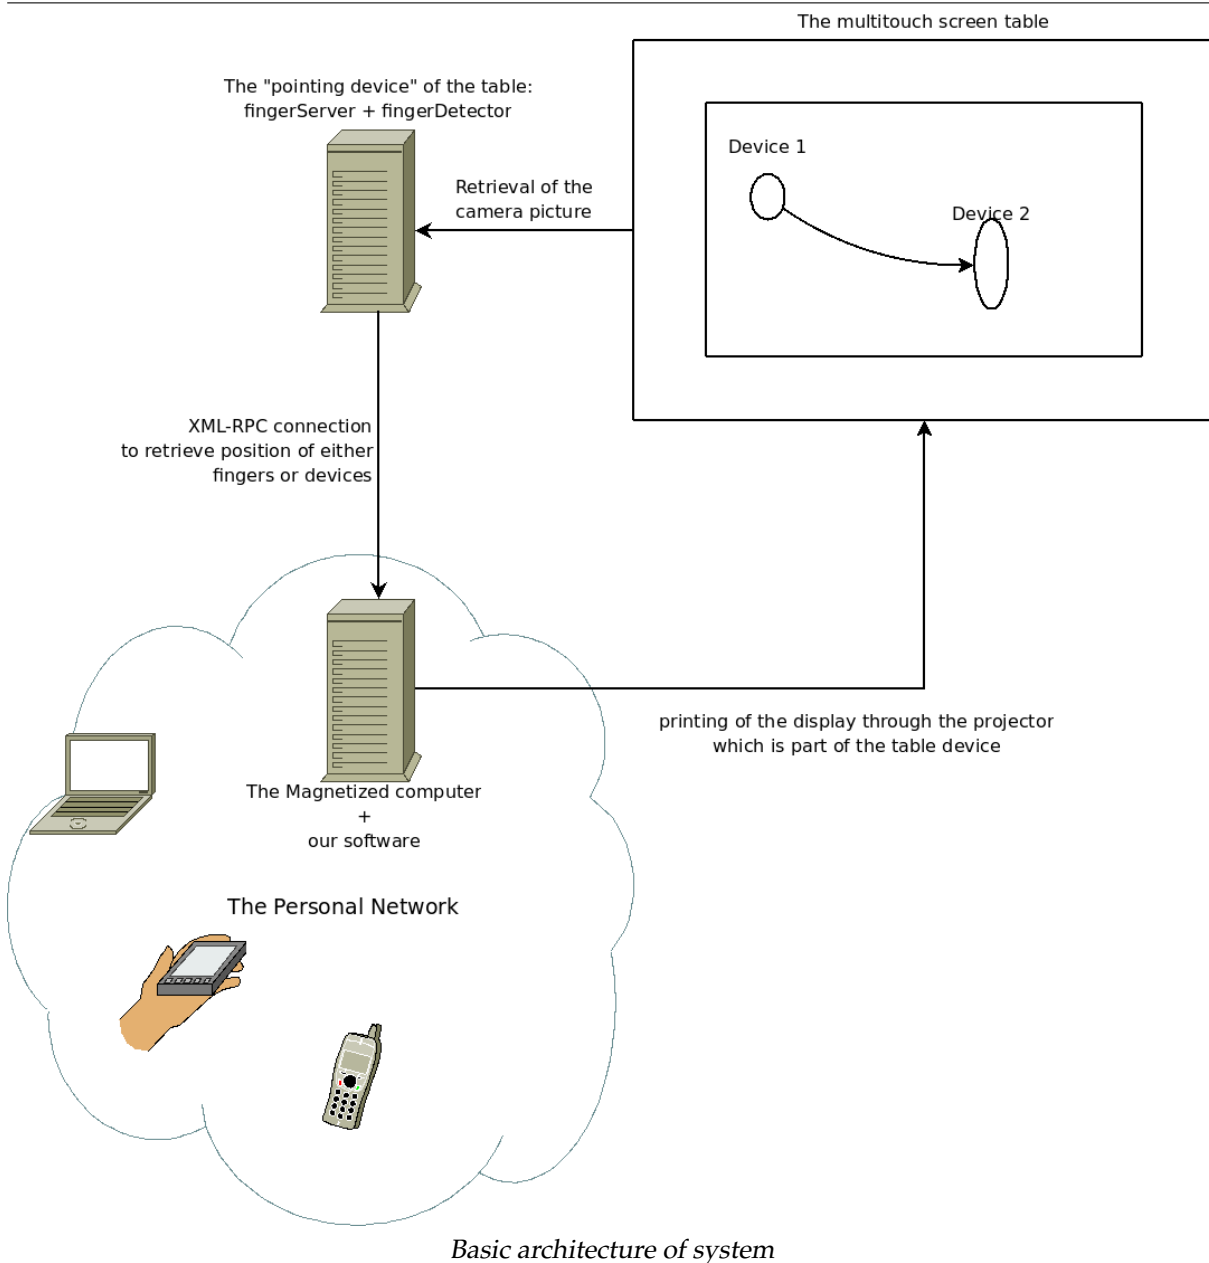 The multitouch screen table
The "pointing device" of the table:
fingerServer + fingerDetector
Device 1
Retrieval of the
camera picture
Device 2
XML-RPC connection
to retrieve position of either
fingers or devices
printing of the display through the projector
which is part of the table device
The Magnetized computer
+
our software
The Personal Network
Basic architecture of system